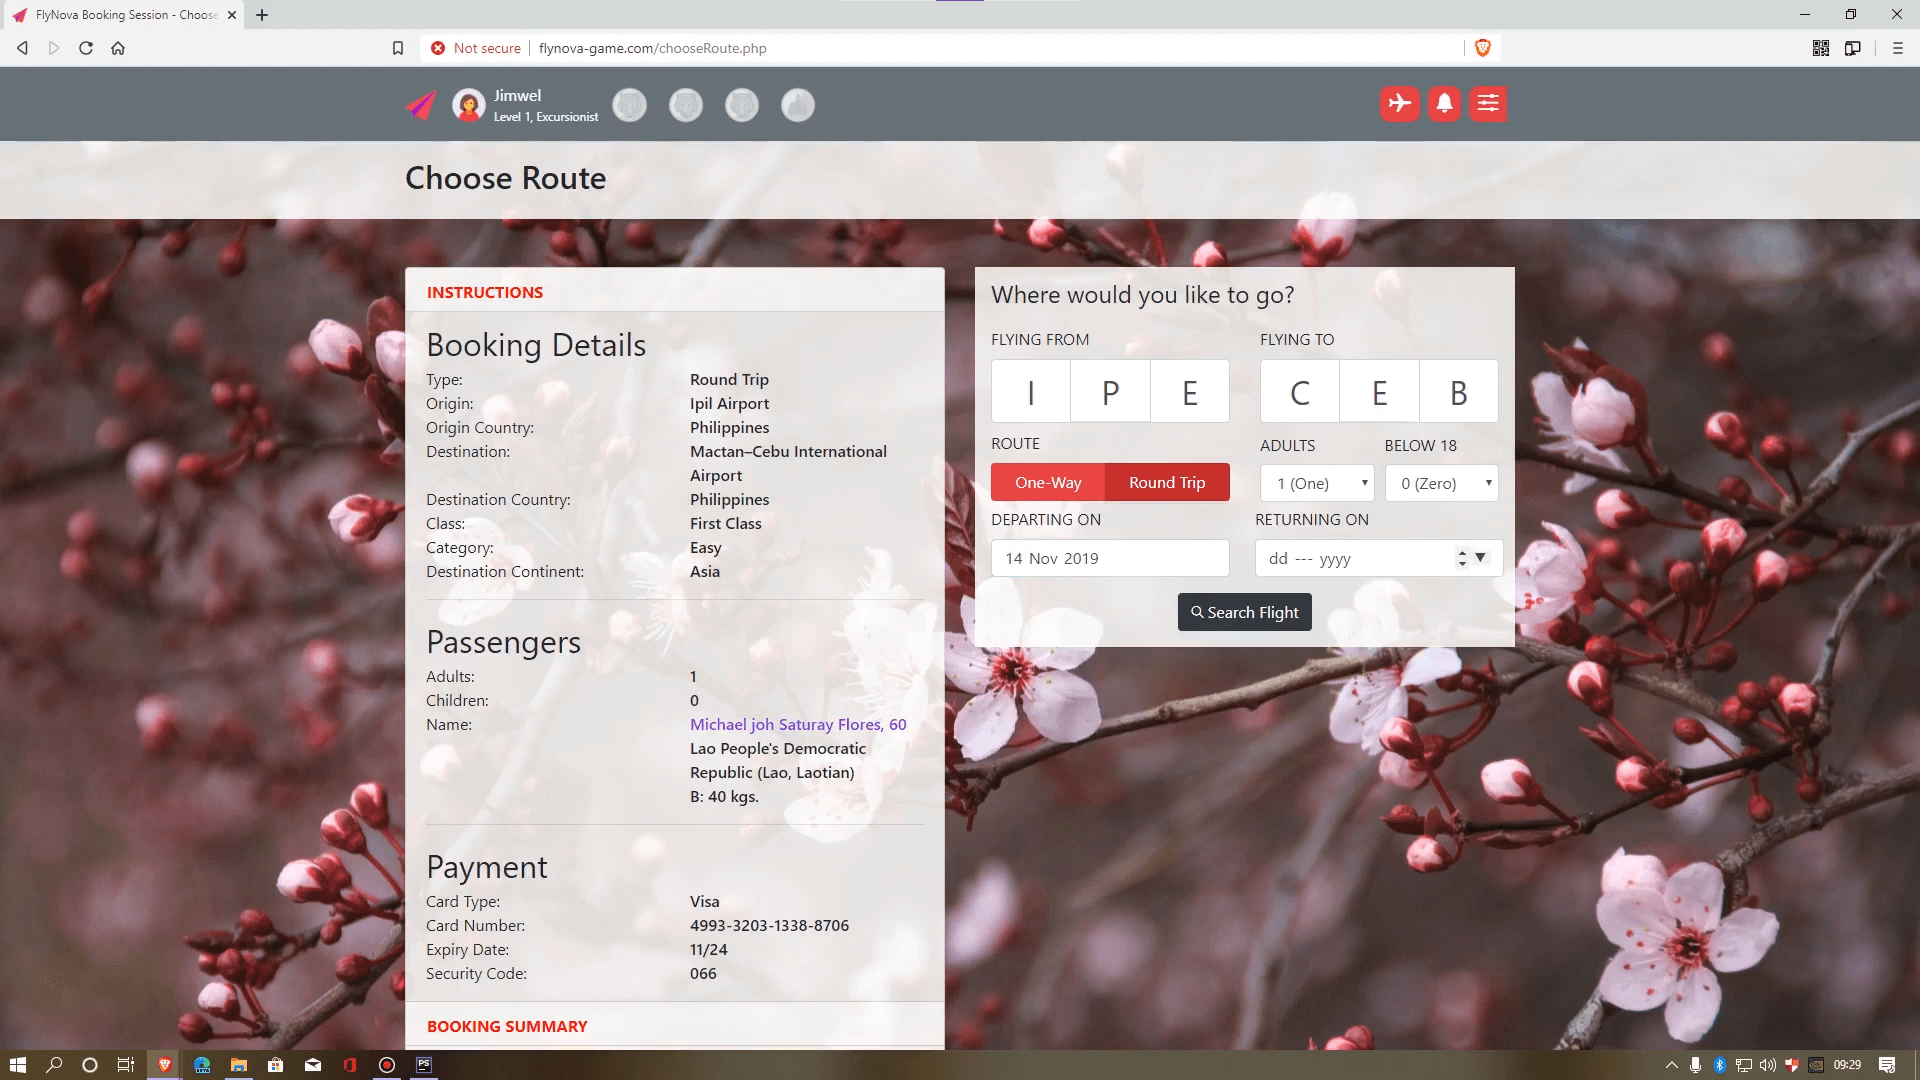 FlyNova Booking Session - Choose
Not secure
flynova-game.com/chooseRoute.php
Jimwel
Level 1, Excursionist
Choose Route
INSTRUCTIONS
Booking Details
Type: Round Trip
Origin: Ipil Airport
Origin Country: Philippines
Destination: Mactan–Cebu International
Airport
Destination Country: Philippines
Class: First Class
Category: Easy
Destination Continent: Asia
Passengers
Adults: 1
Children: 0
Name: Michael joh Saturay Flores, 60
Lao People's Democratic
Republic (Lao, Laotian)
B: 40 kgs.
Payment
Card Type: Visa
Card Number: 4993-3203-1338-8706
Expiry Date: 11/24
Security Code: 066
BOOKING SUMMARY
Where would you like to go?
FLYING FROM FLYING TO
I P E C E B
ROUTE ADULTS BELOW 18
One-Way Round Trip 1 (One) 0 (Zero)
DEPARTING ON RETURNING ON
14 Nov 2019 dd --- yyyy
Search Flight
PS
09:29